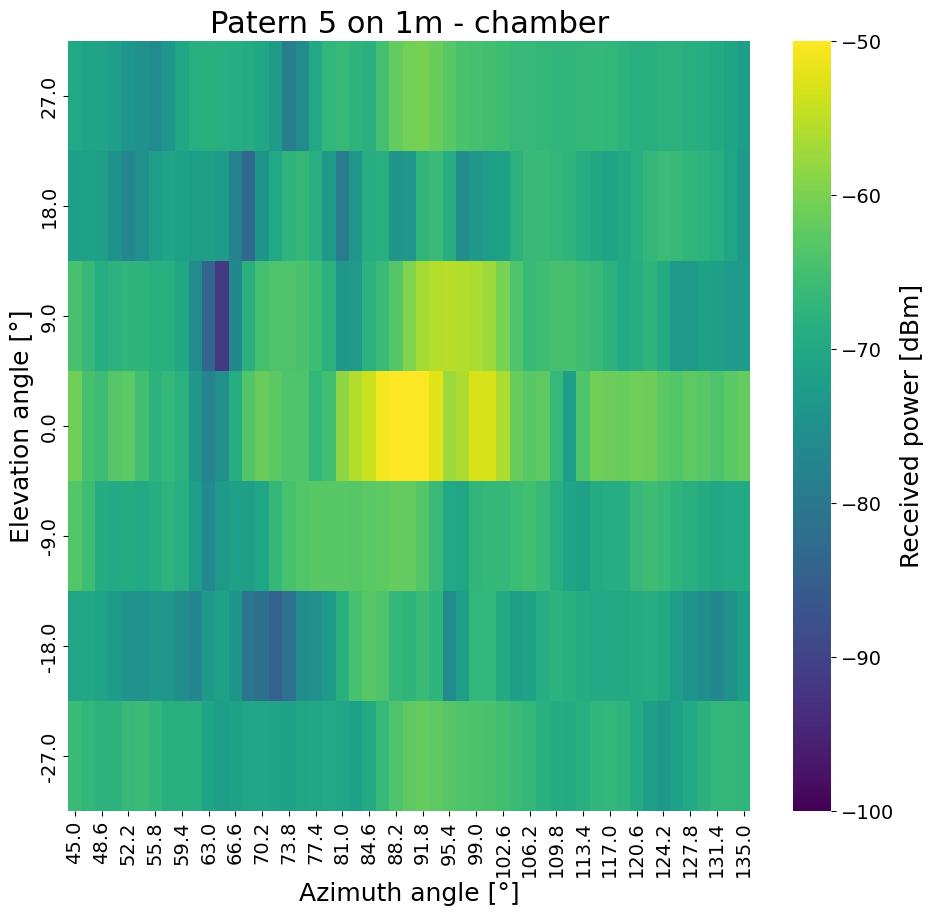 Patern 5 on 1m - chamber
Elevation angle [°]
27.0
18.0
9.0
0.0
-9.0
-18.0
-27.0
45.0 48.6 52.2 55.8 59.4 63.0 66.6 70.2 73.8 77.4 81.0 84.6 88.2 91.8 95.4 99.0 102.6 106.2 109.8 113.4 117.0 120.6 124.2 127.8 131.4 135.0
Azimuth angle [°]
−50
−60
−70
−80
−90
−100
Received power [dBm]